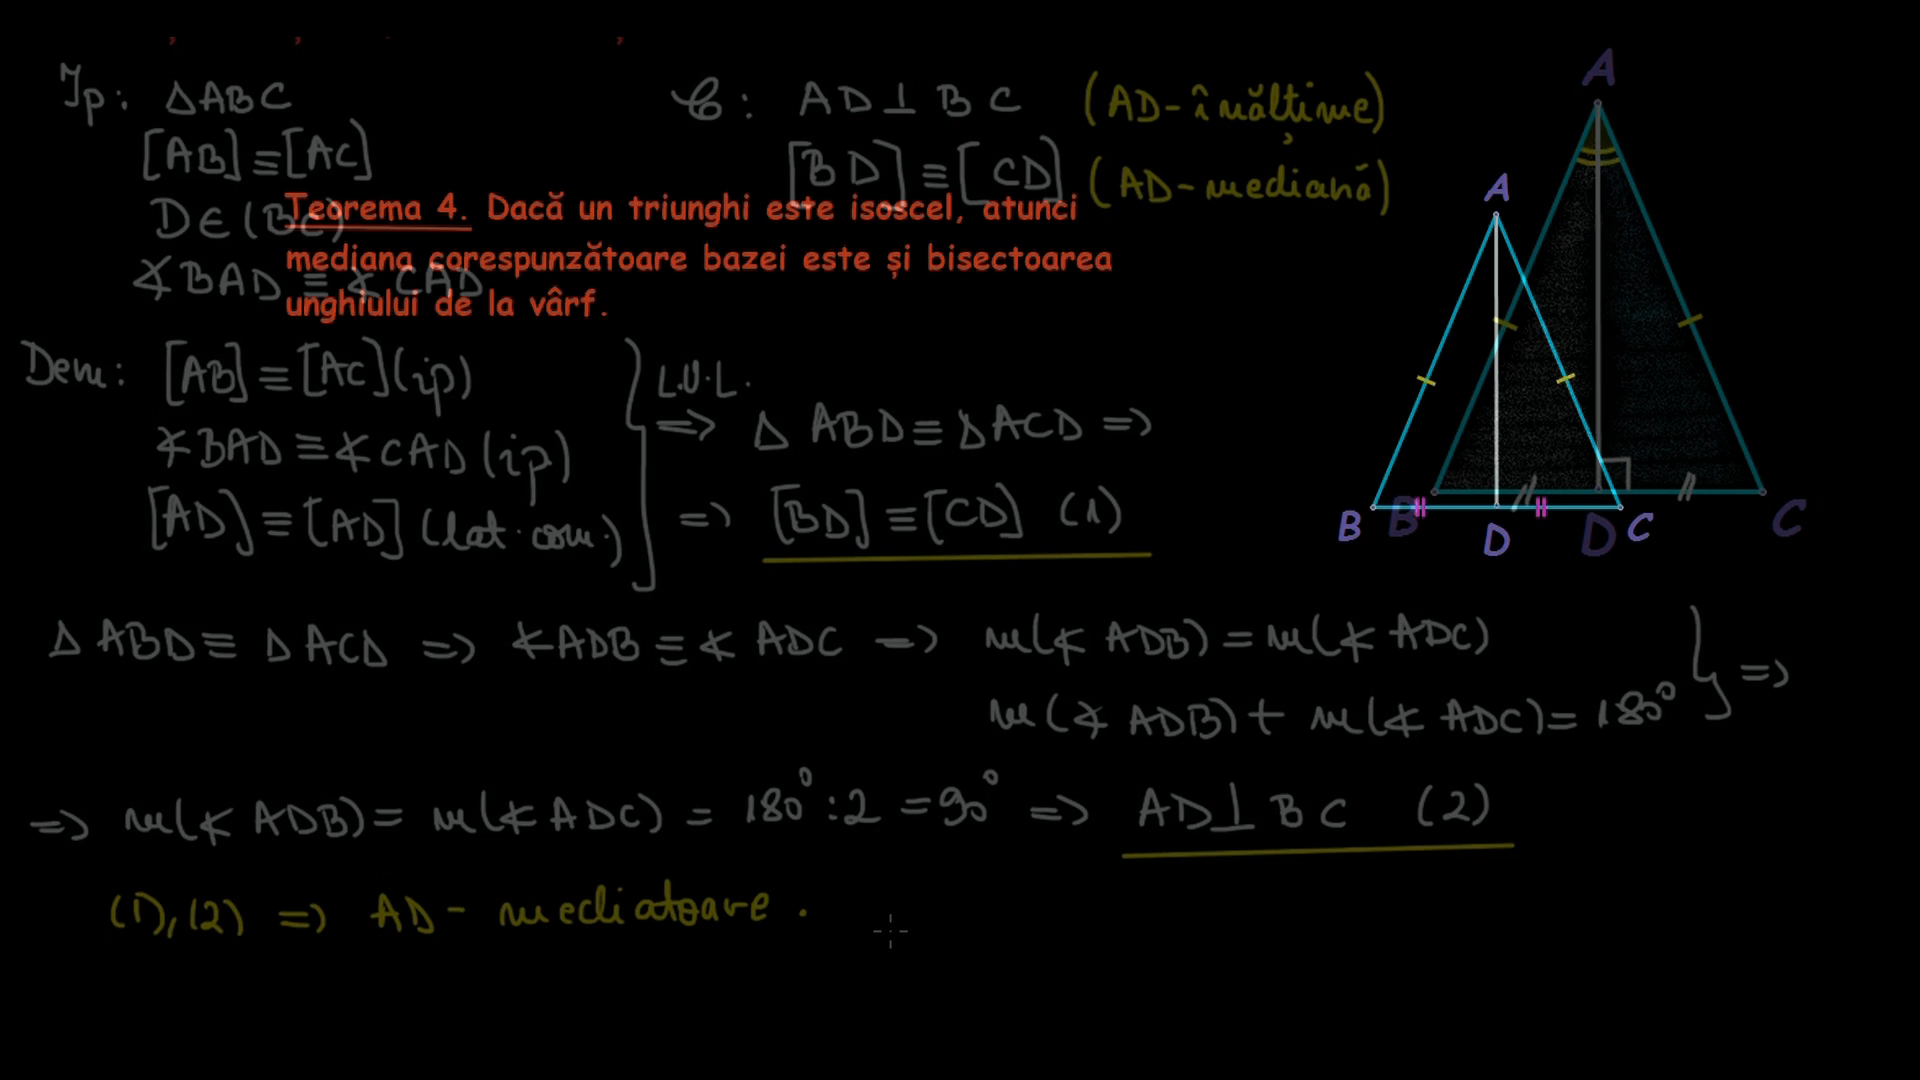 Ip: ΔABC
[AB]≡[AC]
D∈(BC)
∢BAD≡∢CAD
C: AD⊥BC (AD-înălțime)
[BD]≡[CD] (AD-mediană)
Teorema 4. Dacă un triunghi este isoscel, atunci
mediana corespunzătoare bazei este și bisectoarea
unghiului de la vârf.
Dem: [AB]≡[AC](ip)
∢BAD≡∢CAD(ip)
[AD]≡[AD](lat.com.)
L.U.L.
=> ΔABD≡ΔACD =>
=> [BD]≡[CD] (1)
A
B D C
A
B D C
ΔABD≡ΔACD => ∢ADB≡∢ADC => m(∢ADB)=m(∢ADC)
m(∢ADB)+m(∢ADC)=180° =>
=> m(∢ADB)=m(∢ADC)=180°:2=90° => AD⊥BC (2)
(1),(2) => AD-mediatoare.